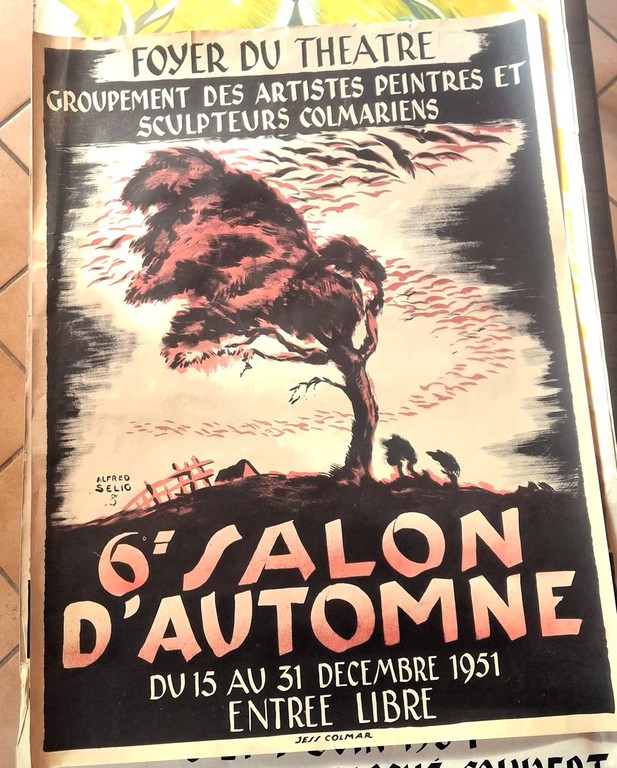 FOYER DU THEATRE
GROUPEMENT DES ARTISTES PEINTRES ET
SCULPTEURS COLMARIENS
ALFRED
SELIG
6E SALON
D'AUTOMNE
DU 15 AU 31 DECEMBRE 1951
ENTREE LIBRE
JESS COLMAR